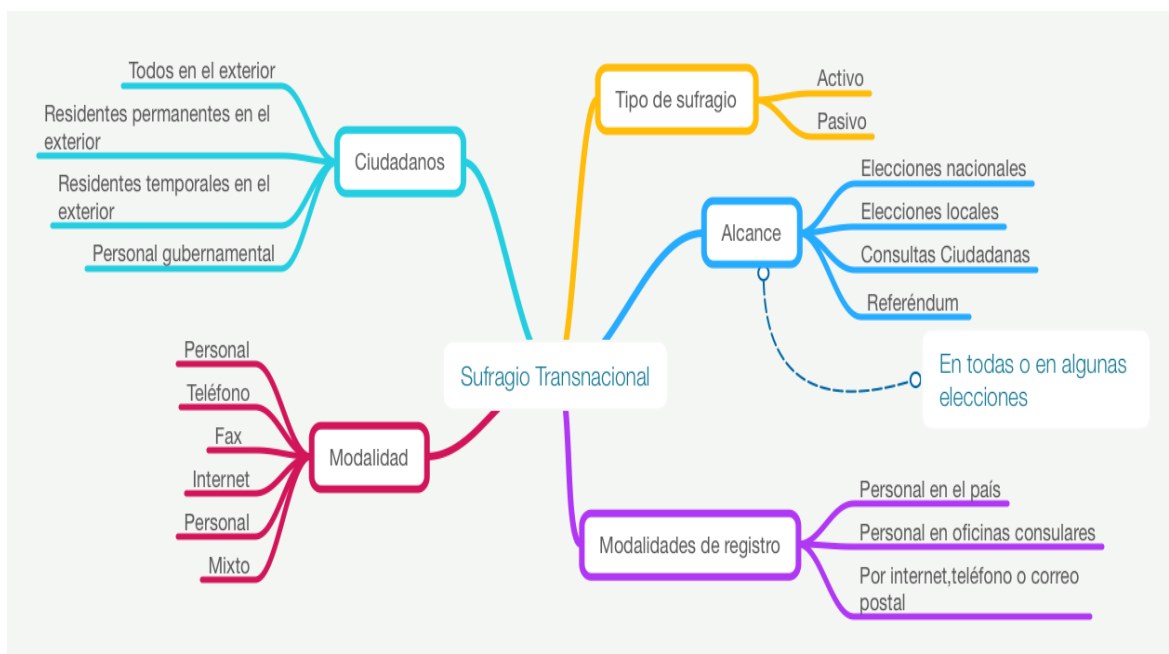 Sufragio Transnacional
Ciudadanos
Todos en el exterior
Residentes permanentes en el
exterior
Residentes temporales en el
exterior
Personal gubernamental
Modalidad
Personal
Teléfono
Fax
Internet
Personal
Mixto
Tipo de sufragio
Activo
Pasivo
Alcance
Elecciones nacionales
Elecciones locales
Consultas Ciudadanas
Referéndum
En todas o en algunas
elecciones
Modalidades de registro
Personal en el país
Personal en oficinas consulares
Por internet,teléfono o correo
postal